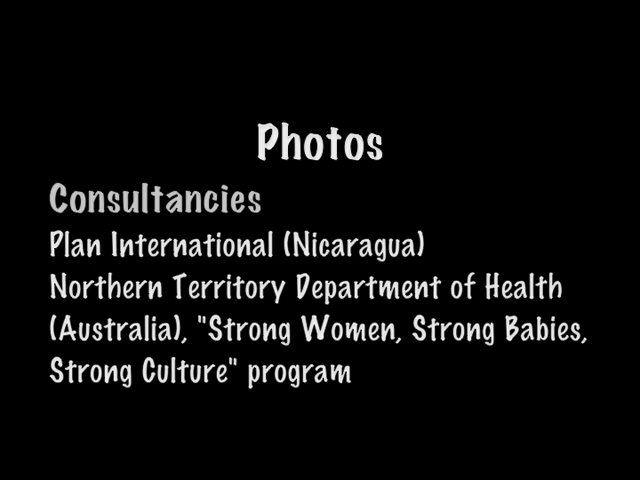 Photos
Consultancies
Plan International (Nicaragua)
Northern Territory Department of Health
(Australia), "Strong Women, Strong Babies,
Strong Culture" program